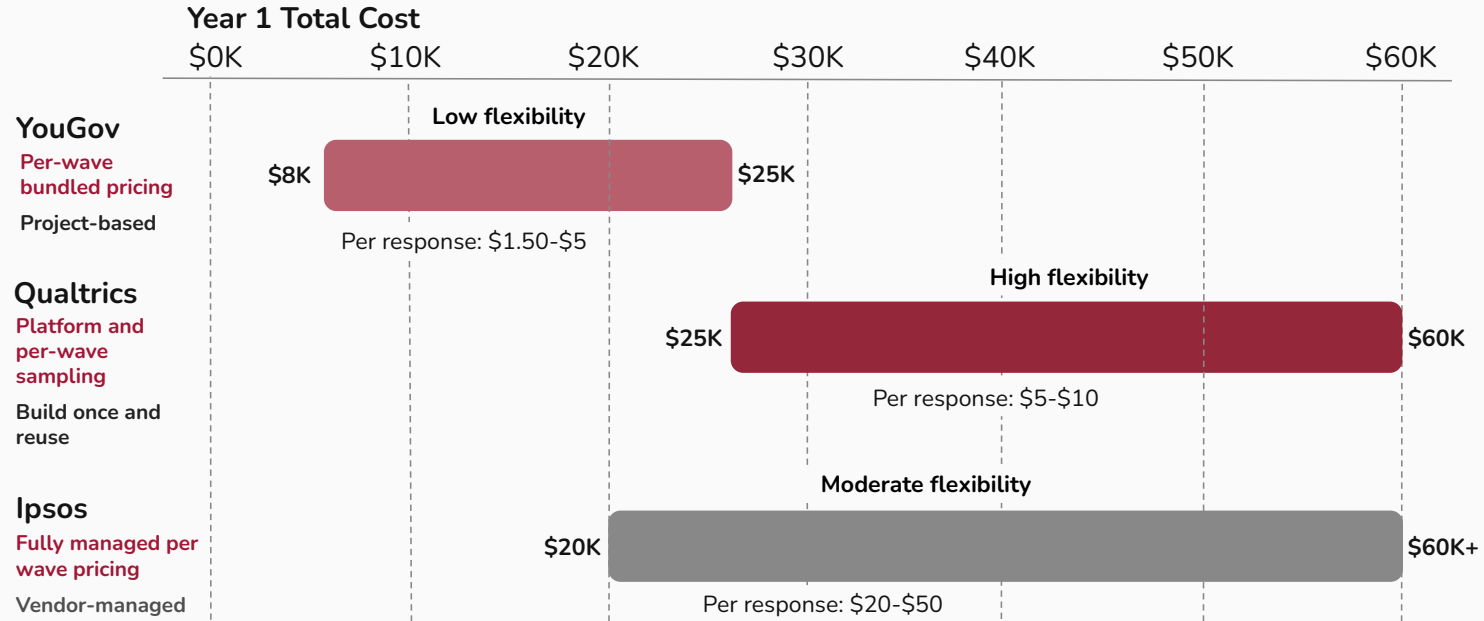 Year 1 Total Cost
$0K $10K $20K $30K $40K $50K $60K
YouGov
Per-wave
bundled pricing
Project-based
Low flexibility
$8K
$25K
Per response: $1.50-$5
Qualtrics
Platform and
per-wave
sampling
Build once and
reuse
High flexibility
$25K
$60K
Per response: $5-$10
Ipsos
Fully managed per
wave pricing
Vendor-managed
Moderate flexibility
$20K
$60K+
Per response: $20-$50